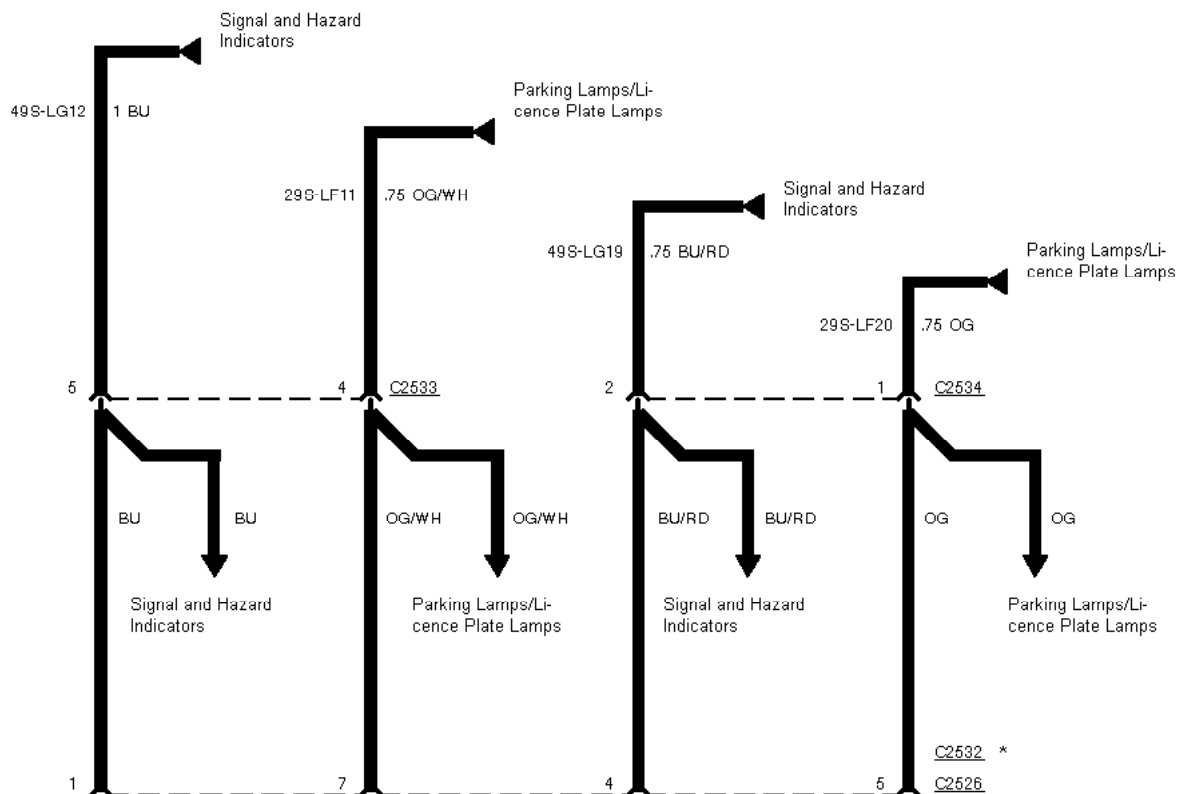 Signal and Hazard
Indicators
49S-LG12
1 BU
Parking Lamps/Li-
cence Plate Lamps
29S-LF11
.75 OG/WH
Signal and Hazard
Indicators
49S-LG19
.75 BU/RD
Parking Lamps/Li-
cence Plate Lamps
29S-LF20
.75 OG
5
4
C2533
2
1
C2534
BU
BU
OG/WH
OG/WH
BU/RD
BU/RD
OG
OG
Signal and Hazard
Indicators
Parking Lamps/Li-
cence Plate Lamps
Signal and Hazard
Indicators
Parking Lamps/Li-
cence Plate Lamps
C2532 *
1
7
4
5
C2526